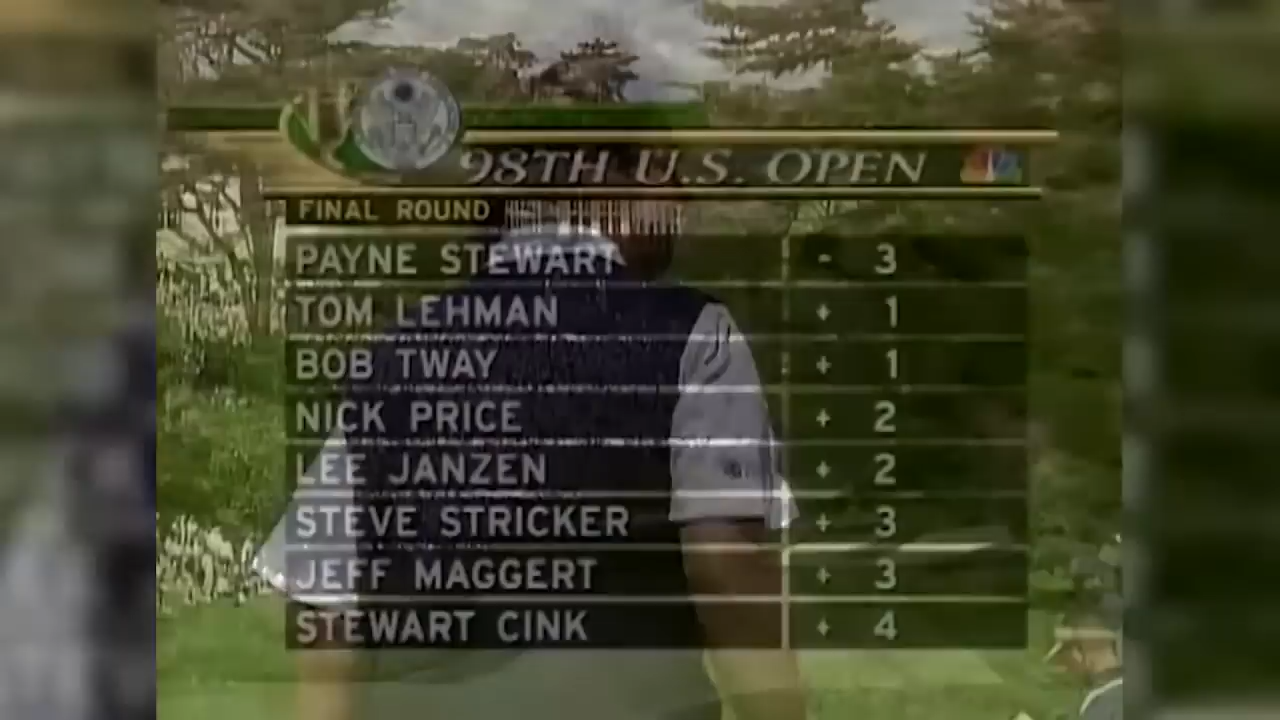 98TH U.S. OPEN
FINAL ROUND
PAYNE STEWART - 3
TOM LEHMAN + 1
BOB TWAY + 1
NICK PRICE + 2
LEE JANZEN + 2
STEVE STRICKER + 3
JEFF MAGGERT + 3
STEWART CINK + 4